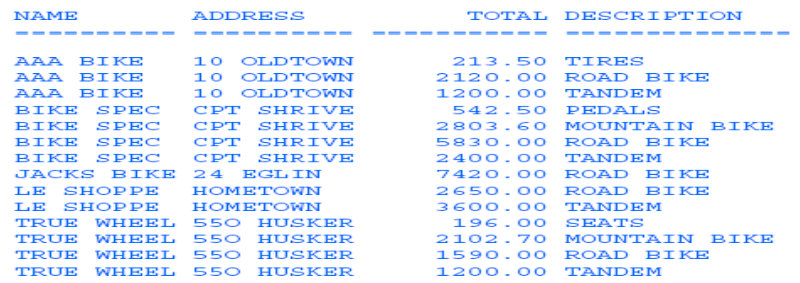 NAME ADDRESS TOTAL DESCRIPTION
---------- ---------- ----------- --------------
AAA BIKE 10 OLDTOWN 213.50 TIRES
AAA BIKE 10 OLDTOWN 2120.00 ROAD BIKE
AAA BIKE 10 OLDTOWN 1200.00 TANDEM
BIKE SPEC CPT SHRIVE 542.50 PEDALS
BIKE SPEC CPT SHRIVE 2803.60 MOUNTAIN BIKE
BIKE SPEC CPT SHRIVE 5830.00 ROAD BIKE
BIKE SPEC CPT SHRIVE 2400.00 TANDEM
JACKS BIKE 24 EGLIN 7420.00 ROAD BIKE
LE SHOPPE HOMETOWN 2650.00 ROAD BIKE
LE SHOPPE HOMETOWN 3600.00 TANDEM
TRUE WHEEL 55O HUSKER 196.00 SEATS
TRUE WHEEL 55O HUSKER 2102.70 MOUNTAIN BIKE
TRUE WHEEL 55O HUSKER 1590.00 ROAD BIKE
TRUE WHEEL 55O HUSKER 1200.00 TANDEM